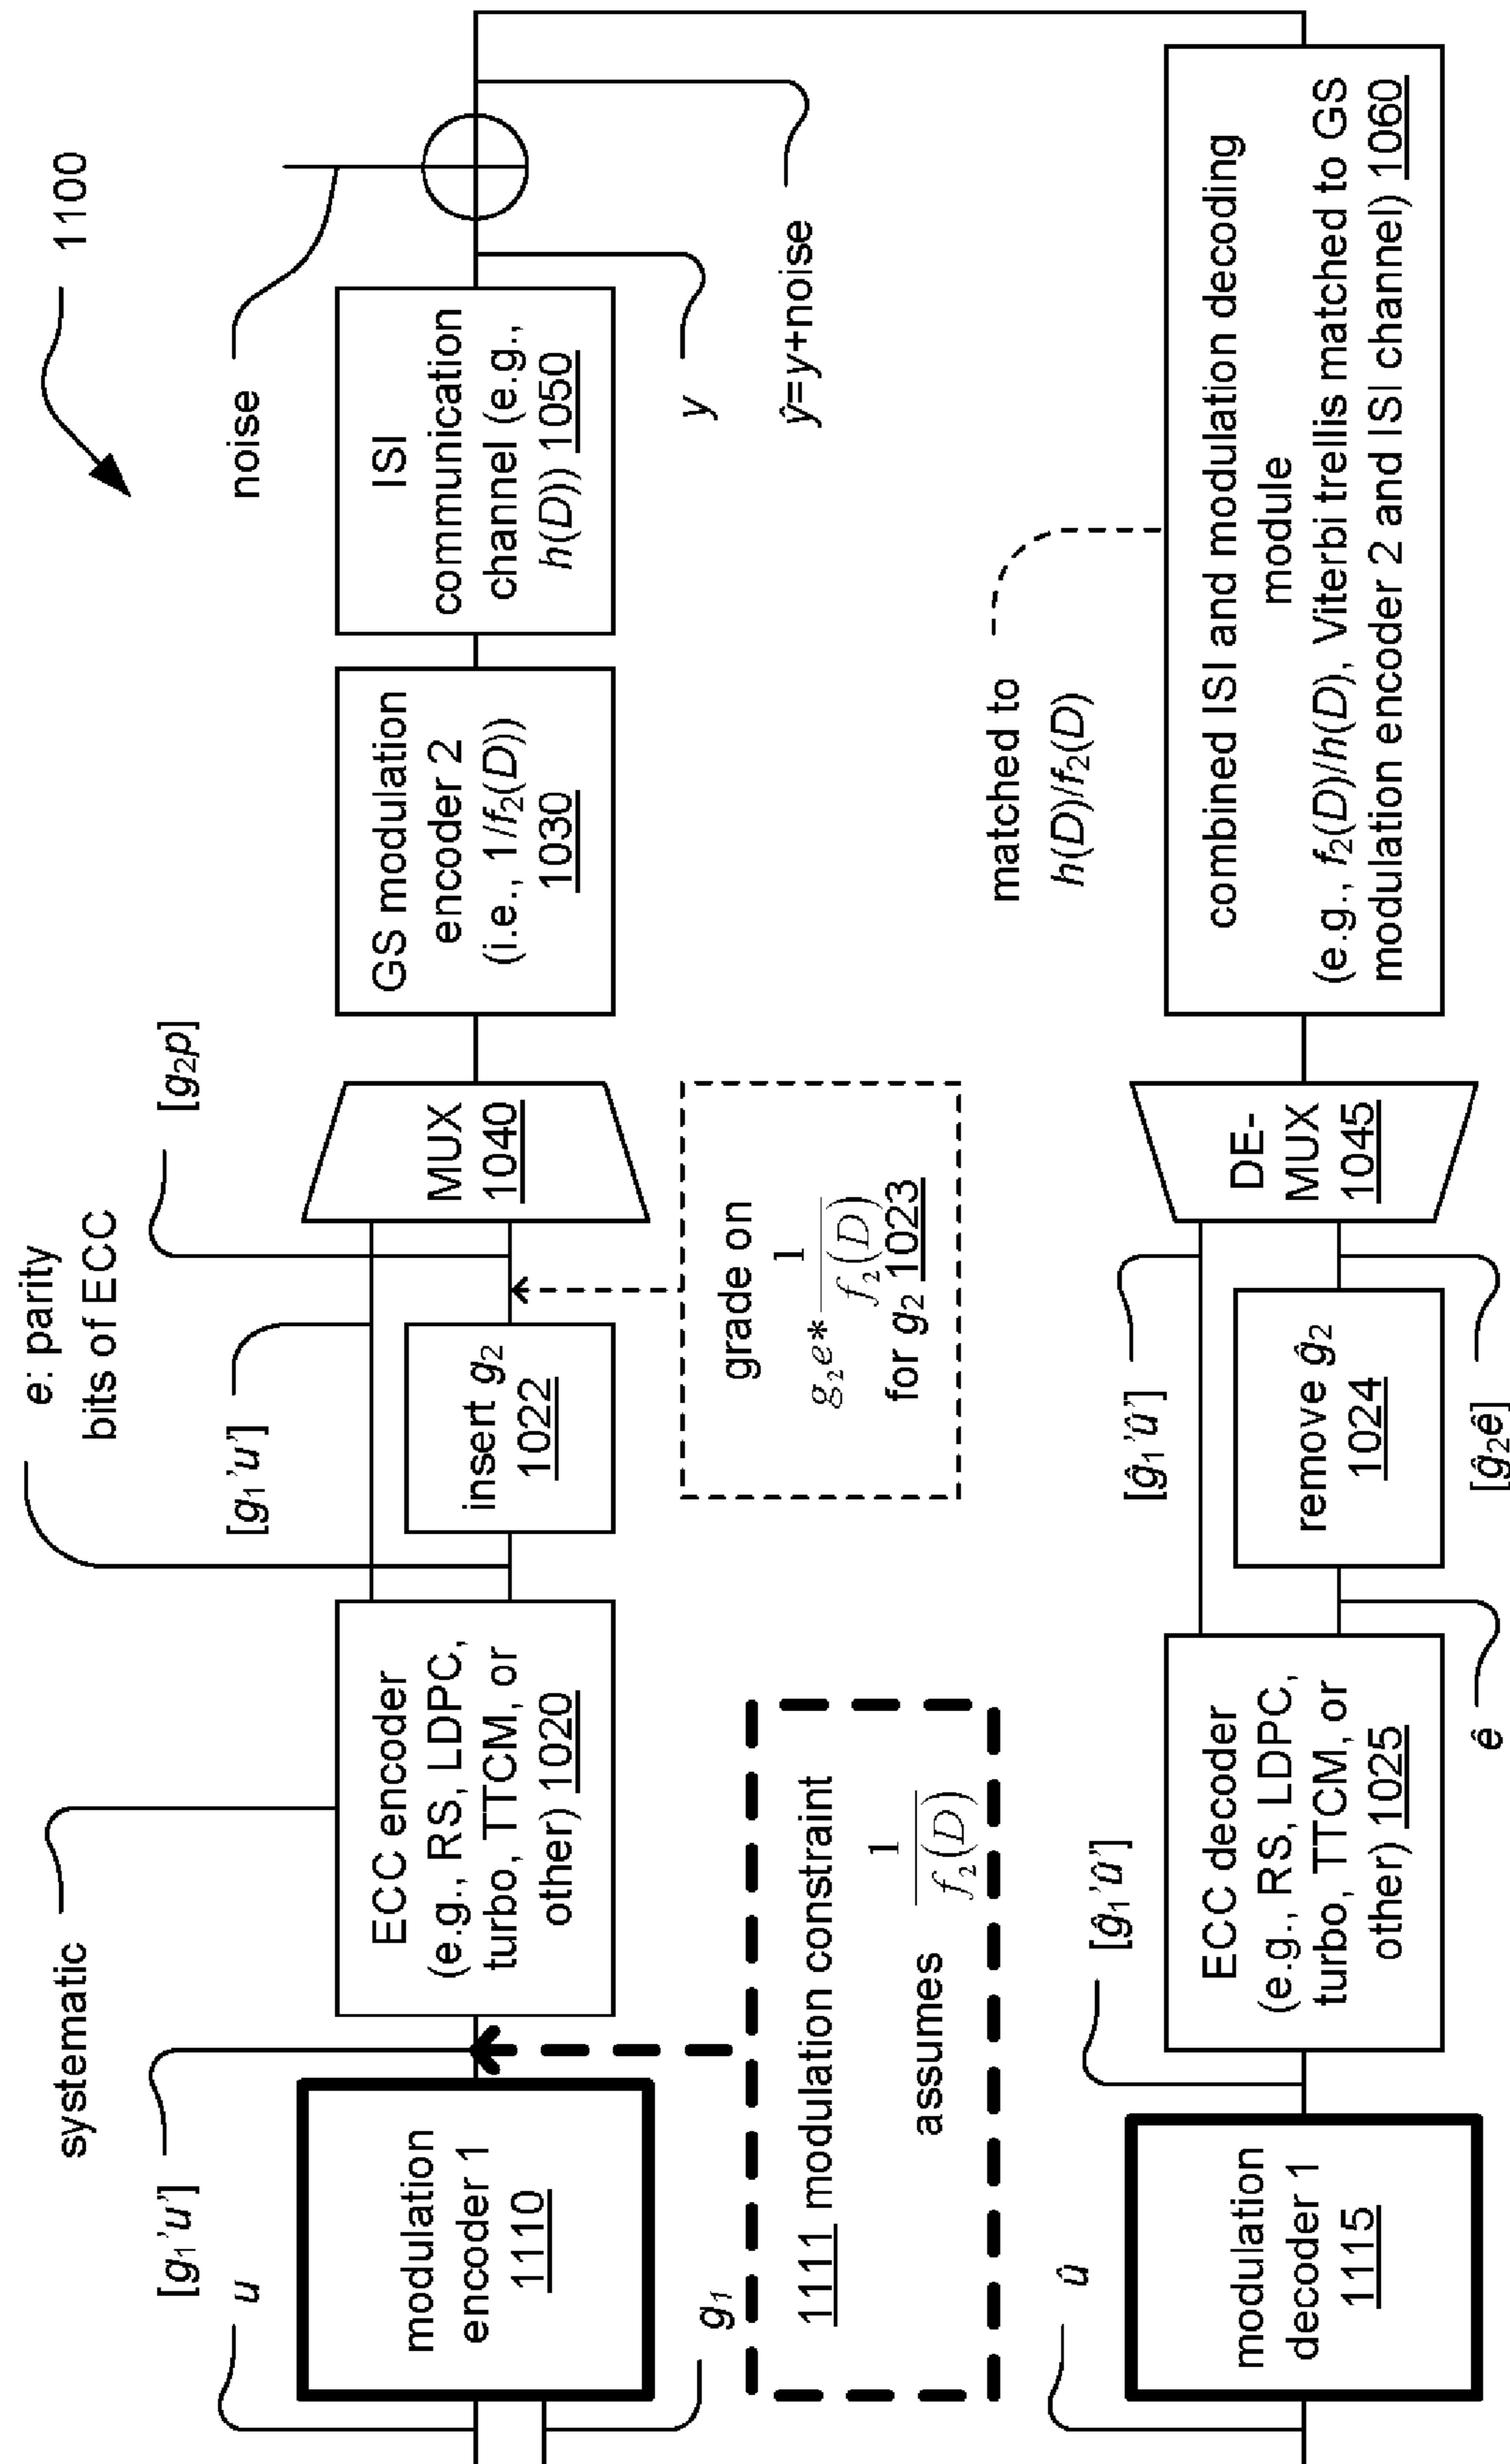 1100
systematic
e: parity
bits of ECC
[g₁'u']
[g₁'u']
[g₂p]
noise
u
modulation
encoder 1
1110
g₁
ECC encoder
(e.g., RS, LDPC,
turbo, TTCM, or
other) 1020
insert g₂
1022
MUX
1040
GS modulation
encoder 2
(i.e., 1/f₂(D))
1030
ISI
communication
channel (e.g.,
h(D)) 1050
y
ŷ=y+noise
1111 modulation constraint
assumes 1/f₂(D)
grade on
g₂e* 1/f₂(D)
for g₂ 1023
matched to
h(D)/f₂(D)
û
modulation
decoder 1
1115
[ĝ₁'û']
ECC decoder
(e.g., RS, LDPC,
turbo, TTCM, or
other) 1025
ê
[ĝ₁'û']
remove ĝ₂
1024
[ĝ₂ê]
DE-
MUX
1045
combined ISI and modulation decoding
module
(e.g., f₂(D)/h(D), Viterbi trellis matched to GS
modulation encoder 2 and ISI channel) 1060